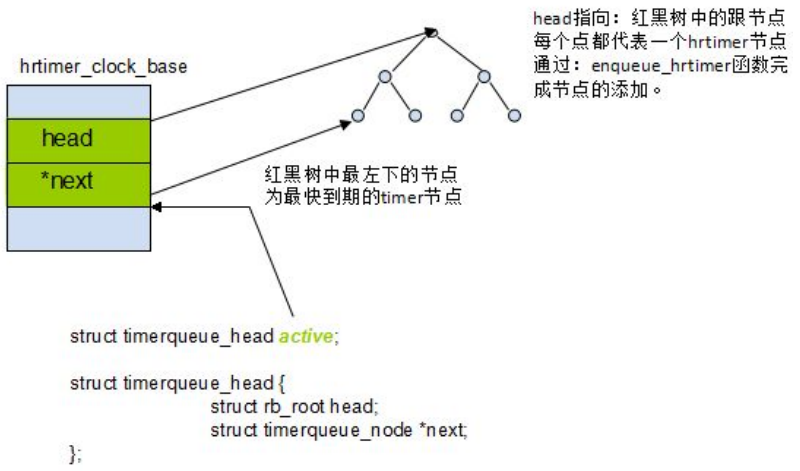 head指向：红黑树中的跟节点
每个点都代表一个hrtimer节点
通过：enqueue_hrtimer函数完
成节点的添加。
hrtimer_clock_base
head
*next
红黑树中最左下的节点
为最快到期的timer节点
struct timerqueue_head active;
struct timerqueue_head {
struct rb_root head;
struct timerqueue_node *next;
};